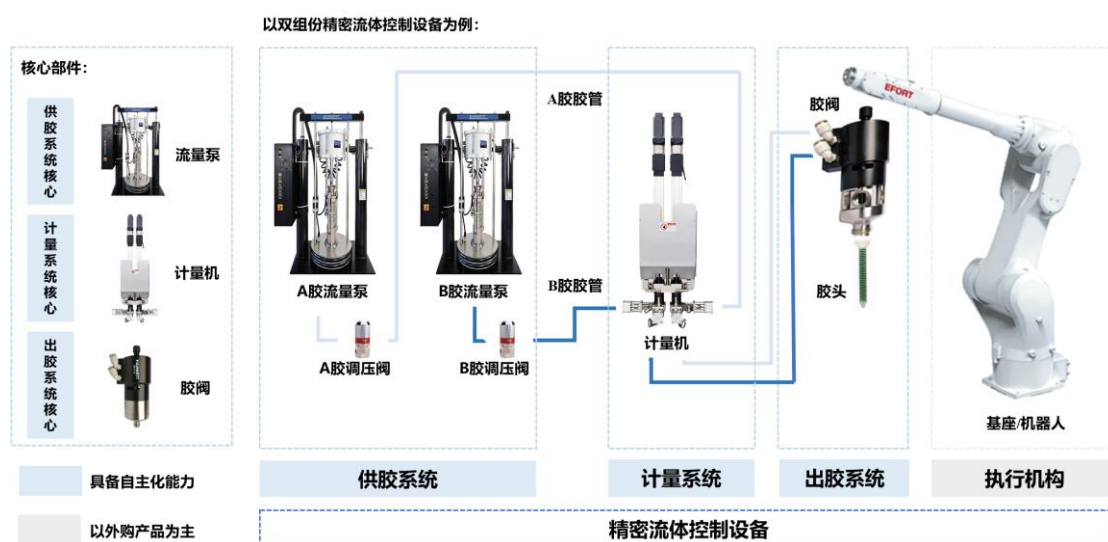 以双组份精密流体控制设备为例：
核心部件：
供胶系统核心
流量泵
计量系统核心
计量机
出胶系统核心
胶阀
A胶流量泵
B胶流量泵
A胶调压阀
B胶调压阀
A胶胶管
B胶胶管
计量机
胶阀
胶头
EFORT
基座/机器人
具备自主化能力
以外购产品为主
供胶系统
计量系统
出胶系统
执行机构
精密流体控制设备